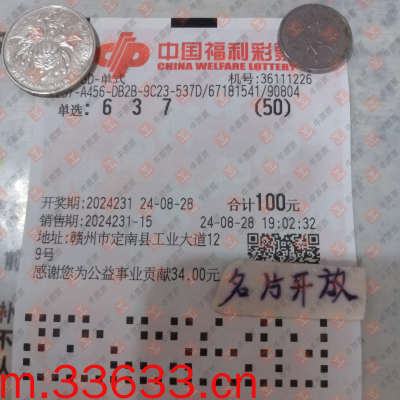 中国福利彩票
CHINA WELFARE LOTTERY
D-单式 机号:36111226
A456-DB2B-9C23-537D/67181541/90804
单选: 6 3 7 (50)
开奖期:2024231 24-08-28 合计100元
销售期:2024231-15 24-08-28 19:02:32
地址:赣州市定南县工业大道12
9号
感谢您为公益事业贡献34.00元
名片开放
m.33633.cn